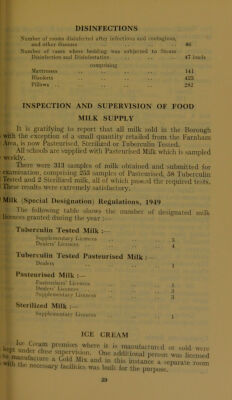 DISINFECTIONS
Number of rooms disinfected after infectious and contagious,
and other diseases .. .. .. .. 46
Number of cases where bedding was subjected to Steam
Disinfection and Disinfestation .. .. .. 47 loads
comprising
Mattresses .. .. .. .. 141
Blankets .. .. .. .. 423
Pillows .. .. .. .. 282
INSPECTION AND SUPERVISION OF FOOD
MILK SUPPLY
It is gratifying to report that all milk sold in the Borough
with the exception of a small quantity retailed from the Farnham
Area, is now Pasteurised, Sterilized or Tuberculin Tested.
All schools are supplied with Pasteurised Milk which is sampled
weekly.
There were 313 samples of milk obtained and submitted for
examination, comprising 253 samples of Pasteurised, 58 Tuberculin
Tested and 2 Sterilized milk, all of which passed the required tests.
These results were extremely satisfactory.
Milk (Special Designation) Regulations, 1949
The following table shows the number of designated milk
licences granted during the year :—
Tuberculin Tested Milk :—
Supplementary Licences .. .. .. 3
Dealers' Licences .. .. .. 4
Tuberculin Tested Pasteurised Milk :—
Dealers .. .. .. 1
Pasteurised Milk :—
Pasteurisers' Licences .. .. .. 1
Dealers' Licences .. .. ..
Supplementary Licences .. .. .. 3
Sterilized Milk :—
Supplementary Licences .. .. .. 1
ICE CREAM
Ice Cream premises where it is manufactured or sold were
kept under close supervision. One additional person was licensed
to manufacture a Cold Mix and in this instance a separate room
with the necessary facilities was built for the purpose.
29